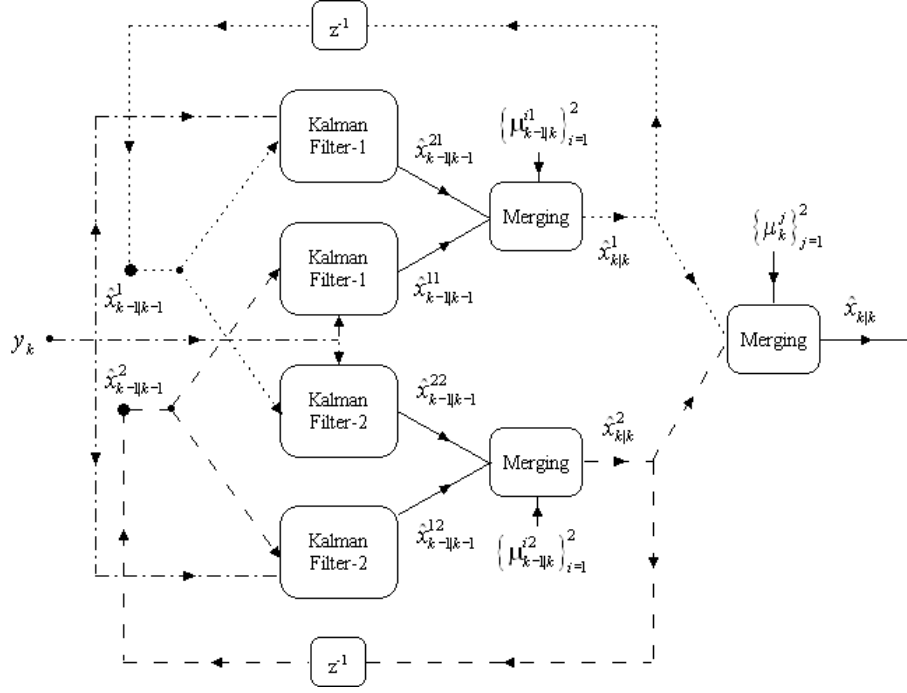 z⁻¹
Kalman
Filter-1
x̂²¹ₖ₋₁|ₖ₋₁
{μⁱ¹ₖ₋₁|ₖ}²ᵢ₌₁
Merging
x̂¹ₖ|ₖ
Kalman
Filter-1
x̂¹¹ₖ₋₁|ₖ₋₁
x̂¹ₖ₋₁|ₖ₋₁
{μʲₖ}²ⱼ₌₁
yₖ
Merging
x̂ₖ|ₖ
x̂²ₖ₋₁|ₖ₋₁
Kalman
Filter-2
x̂²²ₖ₋₁|ₖ₋₁
Merging
x̂²ₖ|ₖ
Kalman
Filter-2
x̂¹²ₖ₋₁|ₖ₋₁
{μⁱ²ₖ₋₁|ₖ}²ᵢ₌₁
z⁻¹